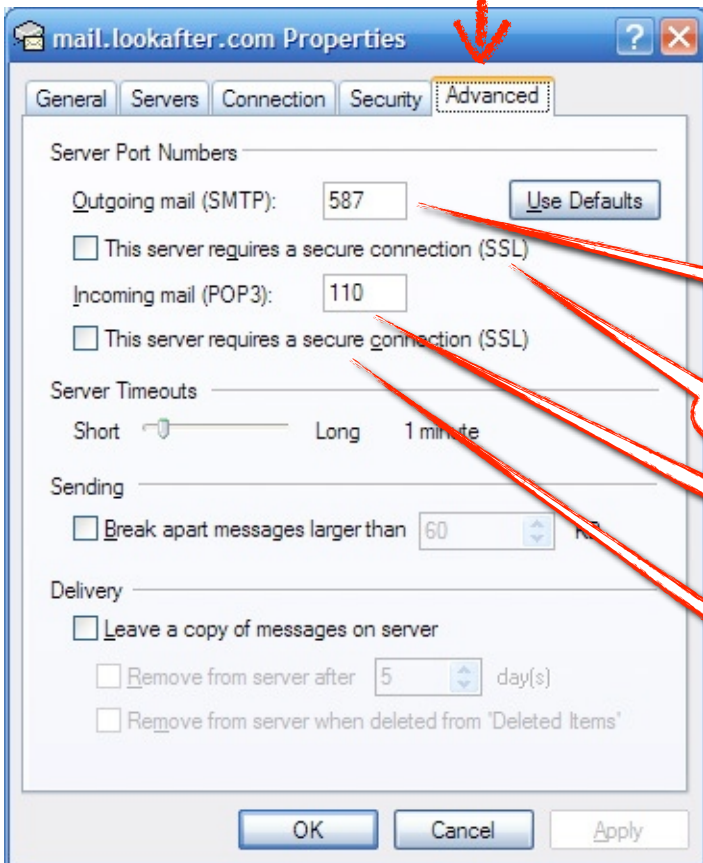 mail.lookafter.com Properties
General Servers Connection Security Advanced
Server Port Numbers
Outgoing mail (SMTP): 587 Use Defaults
This server requires a secure connection (SSL)
Incoming mail (POP3): 110
This server requires a secure connection (SSL)
Server Timeouts
Short Long 1 minute
Sending
Break apart messages larger than 60 KB
Delivery
Leave a copy of messages on server
Remove from server after 5 day(s)
Remove from server when deleted from 'Deleted Items'
OK Cancel Apply